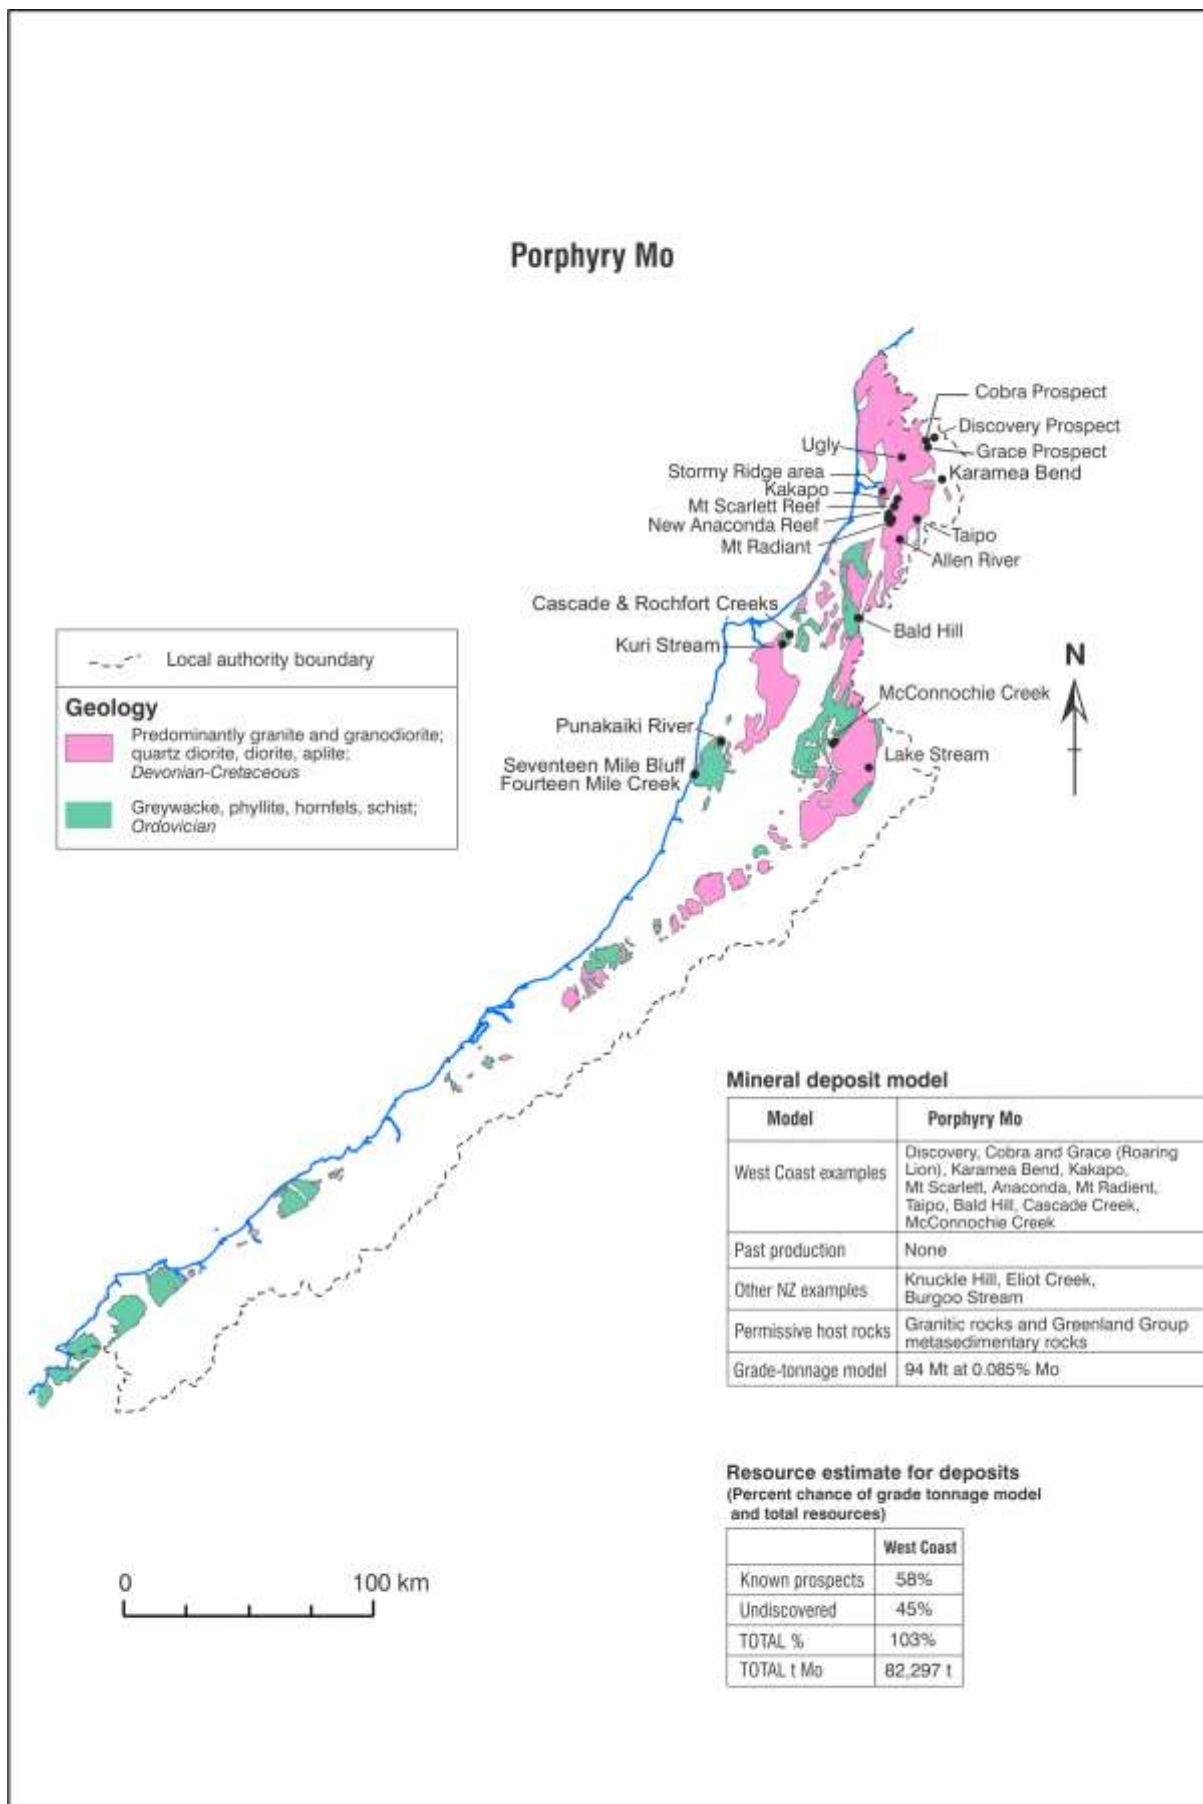 Porphyry Mo
Cobra Prospect
Discovery Prospect
Ugly
Grace Prospect
Stormy Ridge area
Karamea Bend
Kakapo
Mt Scarlett Reef
New Anaconda Reef
Taipo
Mt Radiant
Allen River
Cascade & Rochfort Creeks
Bald Hill
Kuri Stream
Local authority boundary
N
McConnochie Creek
Geology
Predominantly granite and granodiorite;
quartz diorite, diorite, aplite;
Devonian-Cretaceous
Punakaiki River
Lake Stream
Seventeen Mile Bluff
Fourteen Mile Creek
Greywacke, phyllite, hornfels, schist;
Ordovician
Mineral deposit model
Model Porphyry Mo
West Coast examples Discovery, Cobra and Grace (Roaring
Lion), Karamea Bend, Kakapo,
Mt Scarlett, Anaconda, Mt Radient,
Taipo, Bald Hill, Cascade Creek,
McConnochie Creek
Past production None
Other NZ examples Knuckle Hill, Eliot Creek,
Burgoo Stream
Permissive host rocks Granitic rocks and Greenland Group
metasedimentary rocks
Grade-tonnage model 94 Mt at 0.085% Mo
Resource estimate for deposits
(Percent chance of grade tonnage model
and total resources)
West Coast
Known prospects 58%
Undiscovered 45%
TOTAL % 103%
TOTAL t Mo 82,297 t
0 100 km